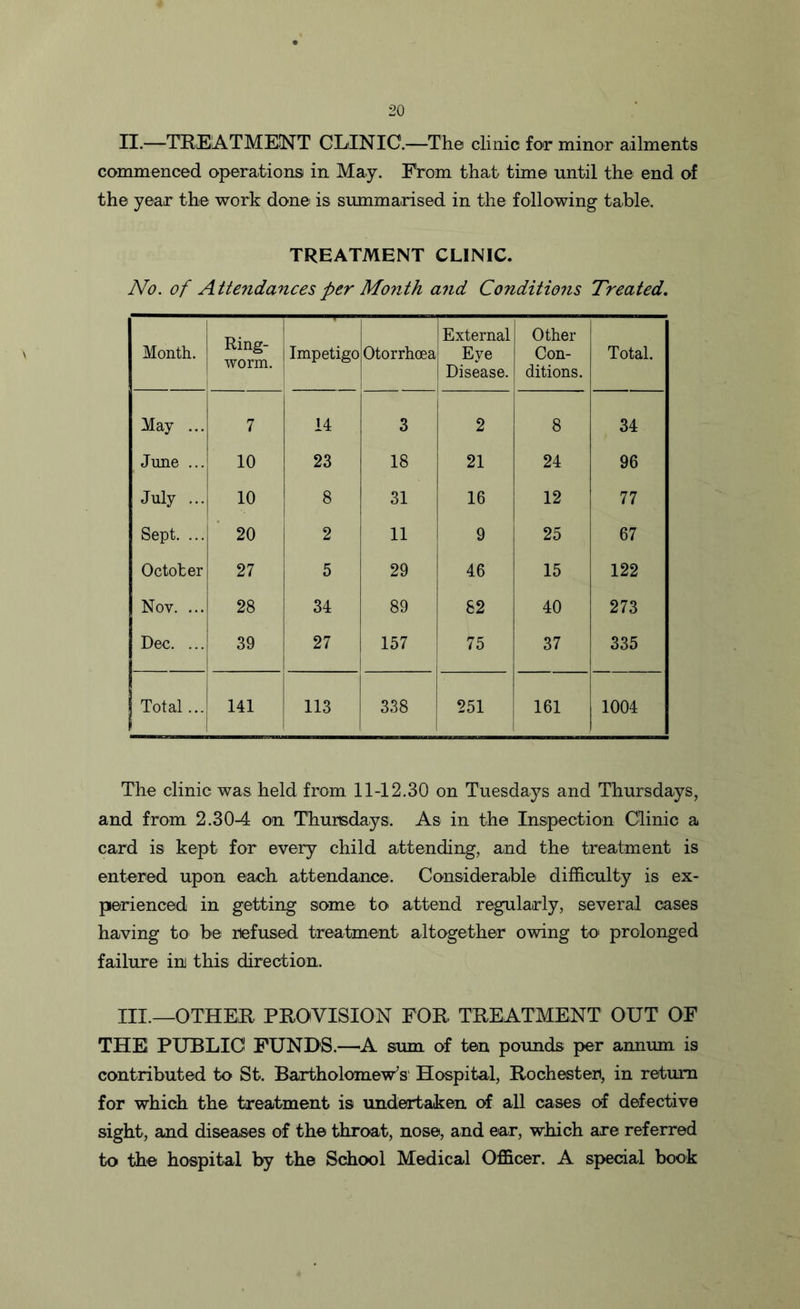 20
II.—TREATMENT CLINIC.—The clinic for minor ailments
commenced operations in May. From that time until the end of
the year the work done is summarised in the following table.
TREATMENT CLINIC.
No. of Attendances per Month and Conditions Treated.
Month. Ring-worm. Impetigo Otorrhœa External Eye Disease. Other Con-ditions. Total.
May ... 7 14 3 2 8 34
June ... 10 23 18 21 24 96
July ... 10 8 31 16 12 77
Sept. ... 20 2 11 9 25 67
October 27 5 29 46 15 122
Nov. ... 28 34 89 82 40 273
Dec. ... 39 27 157 75 37 335
Total ... 141 113 338 251 161 1004
The clinic was held from 11-12.30 on Tuesdays and Thursdays,
and from 2.30-4 on Thursdays. As in the Inspection Clinic a
card is kept for every child attending, and the treatment is
entered upon each attendance. Considerable difficulty is ex-
perienced in getting some to attend regularly, several cases
having to be refused treatment altogether owing to prolonged
failure in this direction.
III.—OTHER PROVISION FOR TREATMENT OUT OF
THE PUBLIC FUNDS.—A sum of ten pounds per annum is
contributed to St. Bartholomew's Hospital, Rochester, in return
for which the treatment is undertaken of all cases of defective
sight, and diseases of the throat, nose, and ear, which are referred
to the hospital by the School Medical Officer. A special book